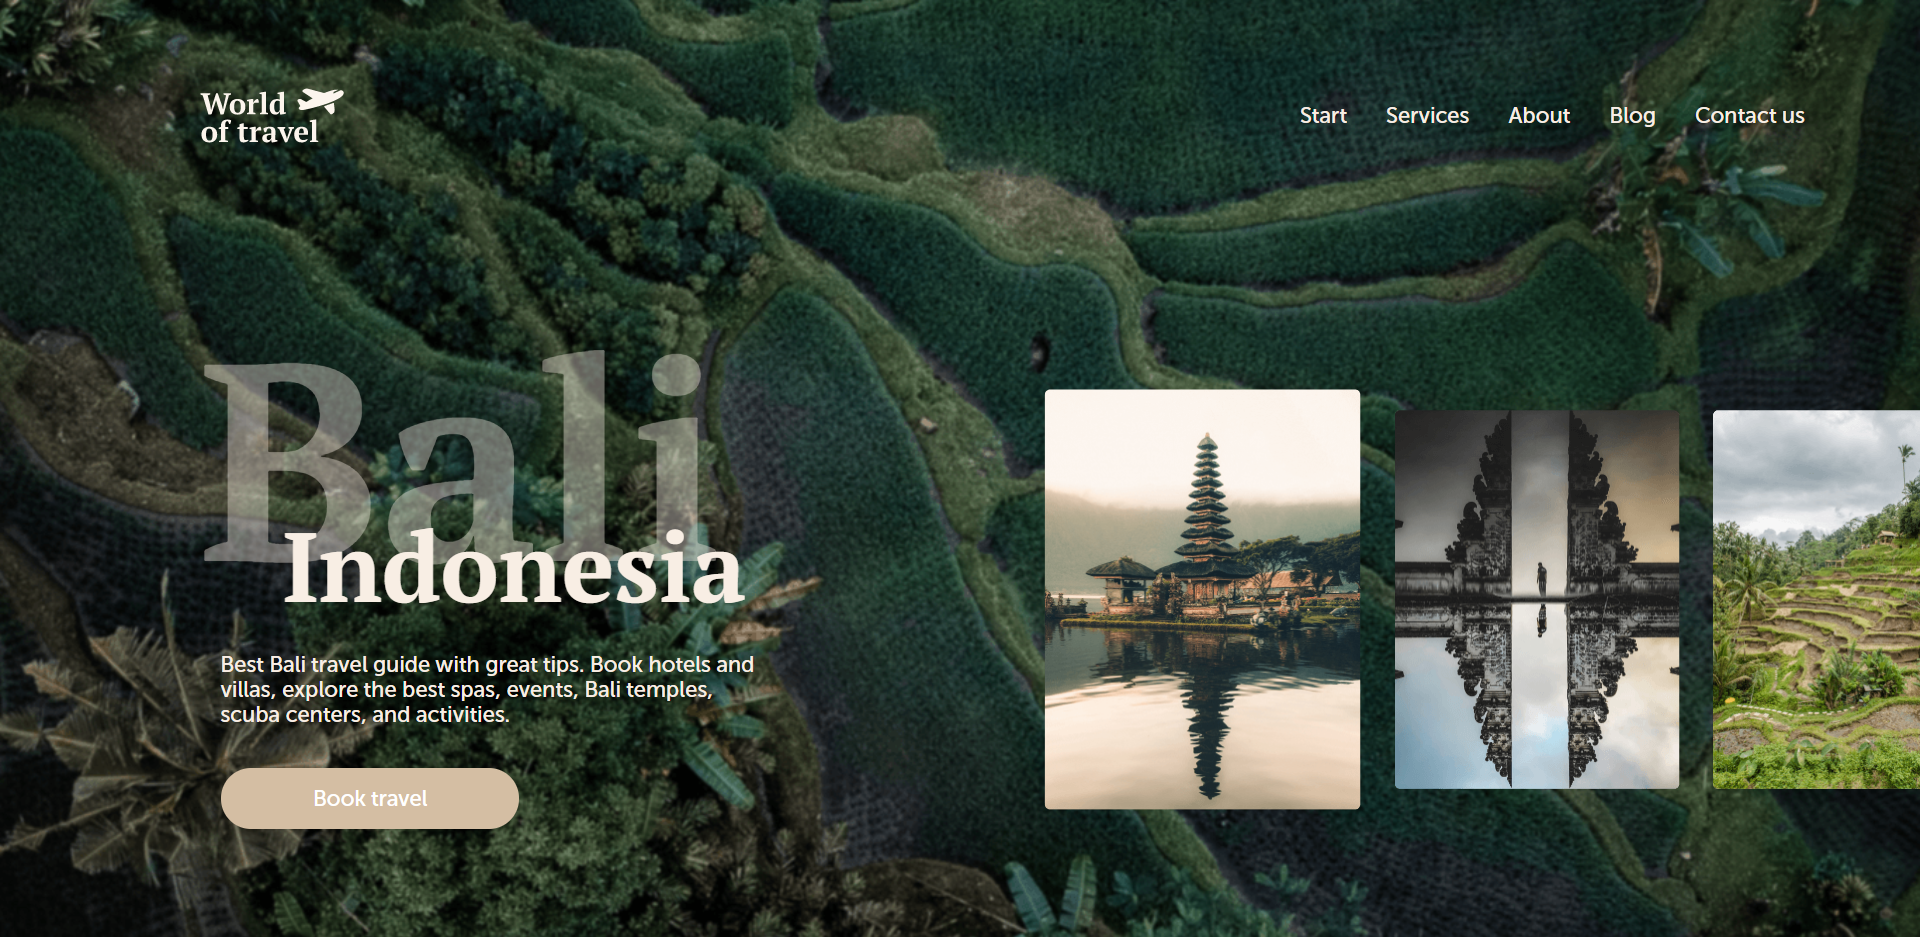 World
of travel
Start Services About Blog Contact us
Bali
Indonesia
Best Bali travel guide with great tips. Book hotels and
villas, explore the best spas, events, Bali temples,
scuba centers, and activities.
Book travel